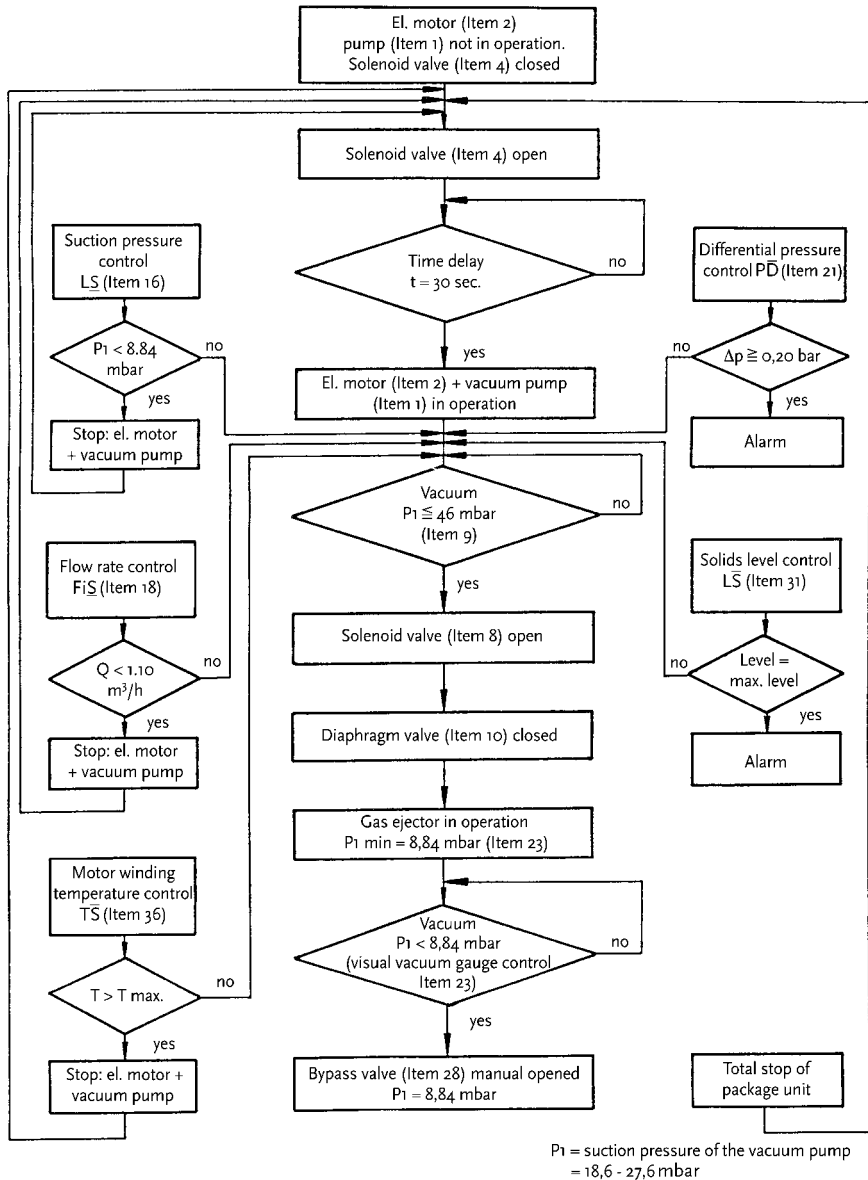 El. motor (Item 2)
pump (Item 1) not in operation.
Solenoid valve (Item 4) closed
Solenoid valve (Item 4) open
Time delay
t = 30 sec.
no
yes
El. motor (Item 2) + vacuum pump
(Item 1) in operation
Vacuum
P1 ≦ 46 mbar
(Item 9)
no
yes
Solenoid valve (Item 8) open
Diaphragm valve (Item 10) closed
Gas ejector in operation
P1 min = 8,84 mbar (Item 23)
Vacuum
P1 < 8,84 mbar
(visual vacuum gauge control
Item 23)
no
yes
Bypass valve (Item 28) manual opened
P1 = 8,84 mbar
Suction pressure
control
LS̲ (Item 16)
P1 < 8.84
mbar
no
yes
Stop: el. motor
+ vacuum pump
Flow rate control
FiS̲ (Item 18)
Q < 1.10
m³/h
no
yes
Stop: el. motor
+ vacuum pump
Motor winding
temperature control
TS̅ (Item 36)
T > T max.
no
yes
Stop: el. motor +
vacuum pump
Differential pressure
control PD̅ (Item 21)
Δp ≧ 0,20 bar
no
yes
Alarm
Solids level control
LS̅ (Item 31)
Level =
max. level
no
yes
Alarm
Total stop of
package unit
P1 = suction pressure of the vacuum pump
= 18,6 - 27,6 mbar